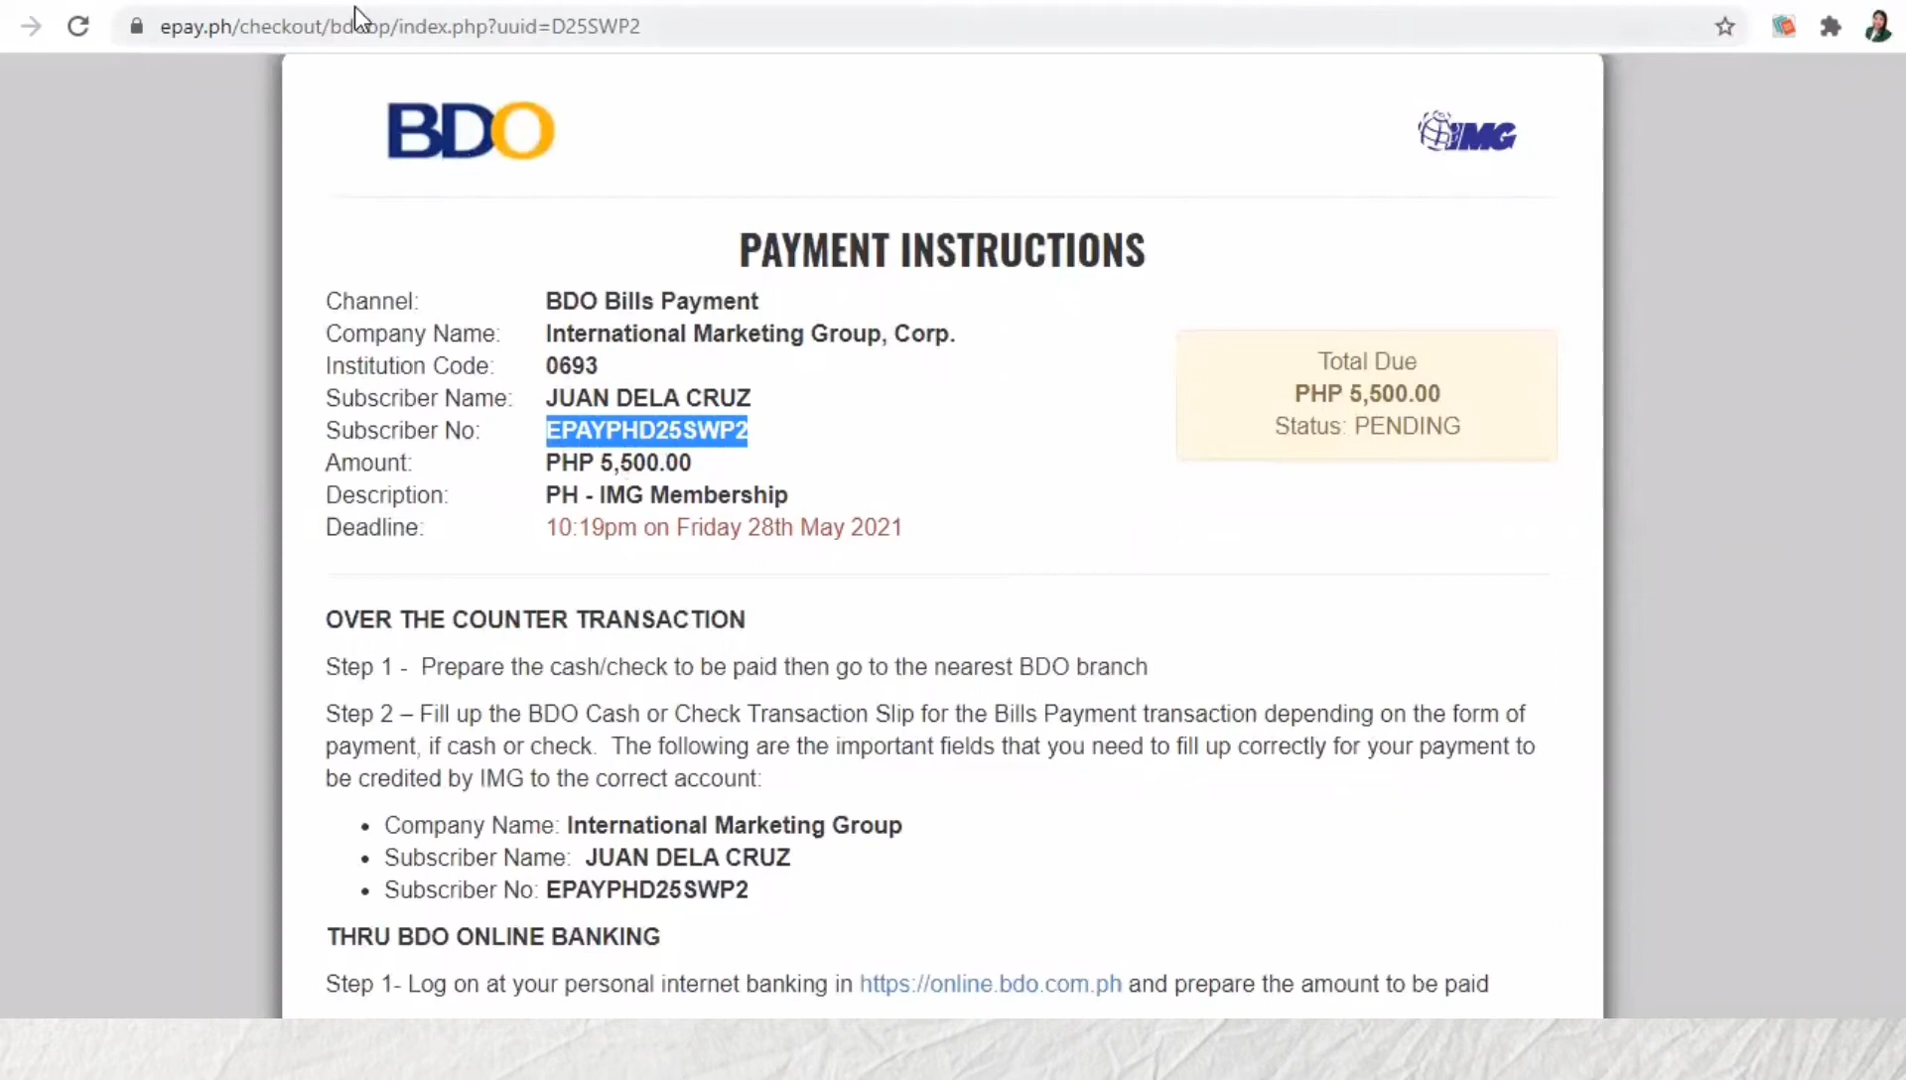 epay.ph/checkout/bdootp/index.php?uuid=D25SWP2
BDO
IMG
PAYMENT INSTRUCTIONS
Channel: BDO Bills Payment
Company Name: International Marketing Group, Corp.
Institution Code: 0693
Subscriber Name: JUAN DELA CRUZ
Subscriber No: EPAYPHD25SWP2
Amount: PHP 5,500.00
Description: PH - IMG Membership
Deadline: 10:19pm on Friday 28th May 2021
Total Due
PHP 5,500.00
Status: PENDING
OVER THE COUNTER TRANSACTION
Step 1 - Prepare the cash/check to be paid then go to the nearest BDO branch
Step 2 – Fill up the BDO Cash or Check Transaction Slip for the Bills Payment transaction depending on the form of
payment, if cash or check. The following are the important fields that you need to fill up correctly for your payment to
be credited by IMG to the correct account:
• Company Name: International Marketing Group
• Subscriber Name: JUAN DELA CRUZ
• Subscriber No: EPAYPHD25SWP2
THRU BDO ONLINE BANKING
Step 1- Log on at your personal internet banking in https://online.bdo.com.ph and prepare the amount to be paid